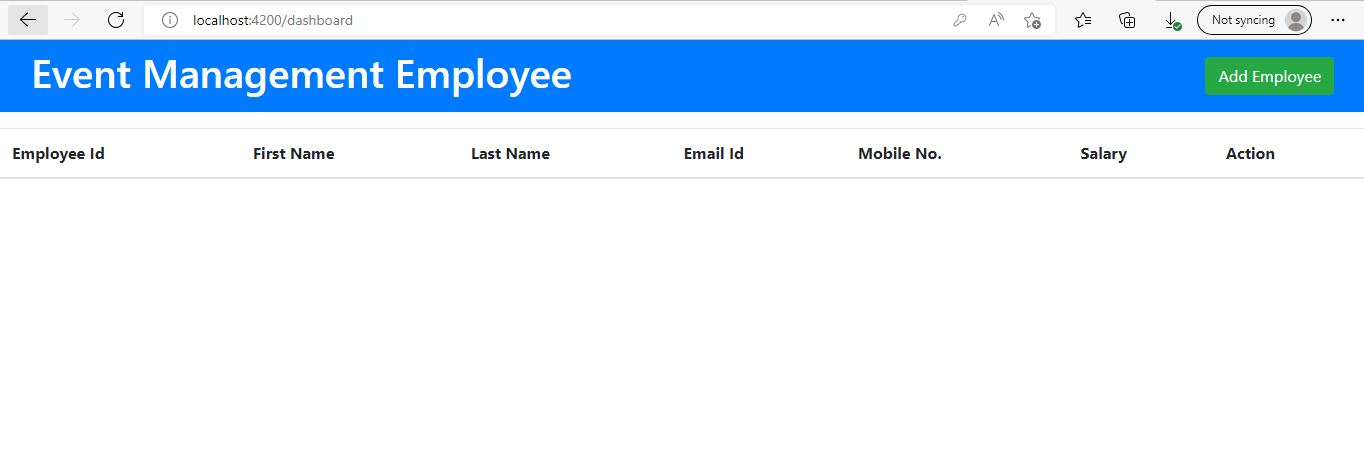 localhost:4200/dashboard
Not syncing
Event Management Employee
Add Employee
Employee Id First Name Last Name Email Id Mobile No. Salary Action